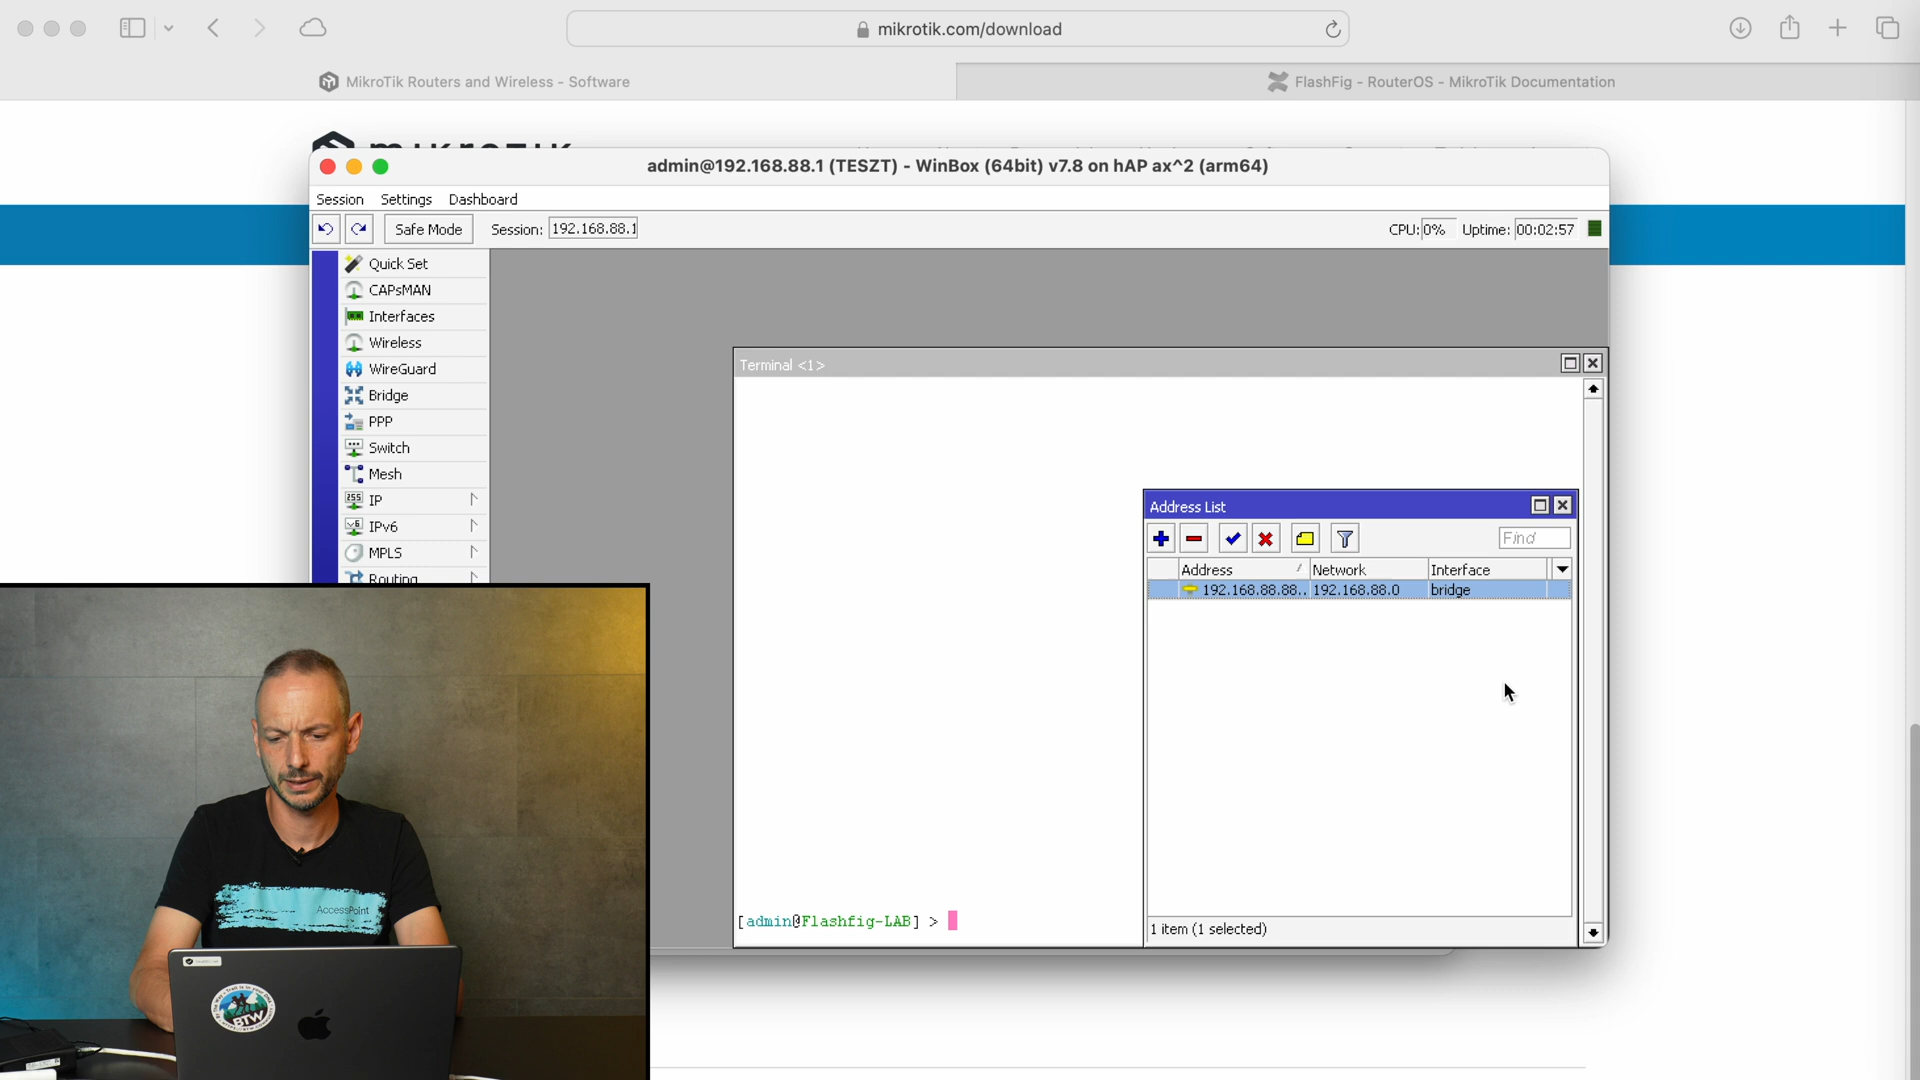 mikrotik.com/download
MikroTik Routers and Wireless - Software
FlashFig - RouterOS - MikroTik Documentation
admin@192.168.88.1 (TESZT) - WinBox (64bit) v7.8 on hAP ax^2 (arm64)
Session Settings Dashboard
Safe Mode Session: 192.168.88.1 CPU: 0% Uptime: 00:02:57
Quick Set
CAPsMAN
Interfaces
Wireless
WireGuard
Bridge
PPP
Switch
Mesh
IP
IPv6
MPLS
Routing
Terminal <1>
Address List
Find
Address Network Interface
192.168.88.88.. 192.168.88.0 bridge
1 item (1 selected)
[admin@Flashfig-LAB] >
AccessPoint
BTW